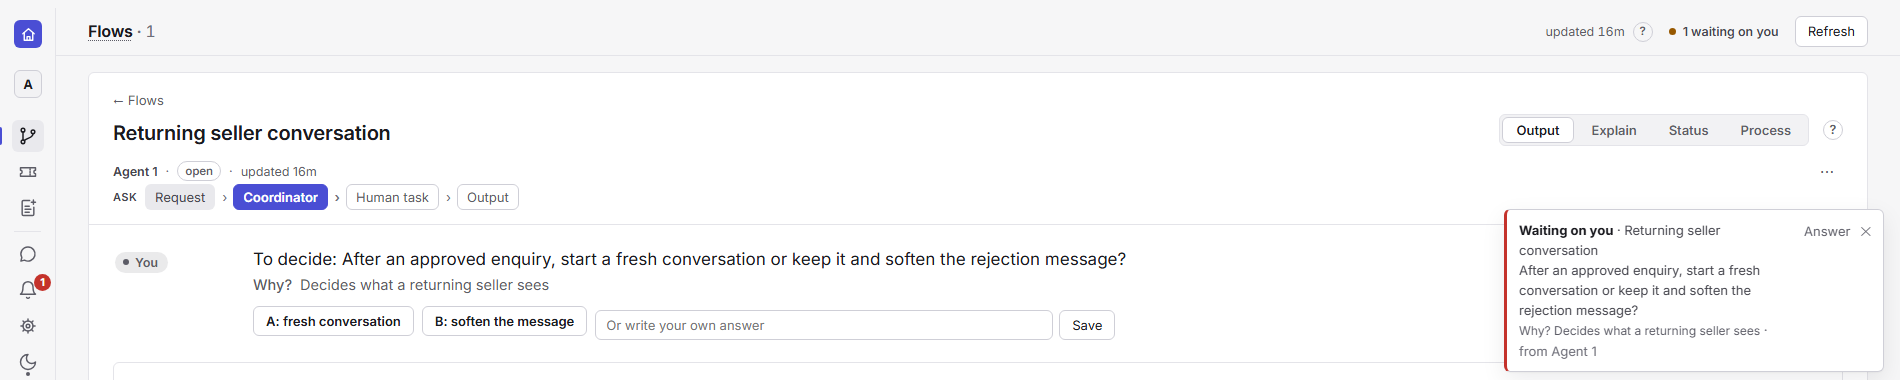 Flows · 1
updated 16m ? 1 waiting on you Refresh
A
← Flows
Returning seller conversation
Output Explain Status Process ?
Agent 1 · open · updated 16m ...
ASK Request › Coordinator › Human task › Output
You
To decide: After an approved enquiry, start a fresh conversation or keep it and soften the rejection message?
Why? Decides what a returning seller sees
A: fresh conversation B: soften the message Or write your own answer Save
1
Waiting on you · Returning seller
conversation
Answer ×
After an approved enquiry, start a fresh
conversation or keep it and soften the
rejection message?
Why? Decides what a returning seller sees ·
from Agent 1